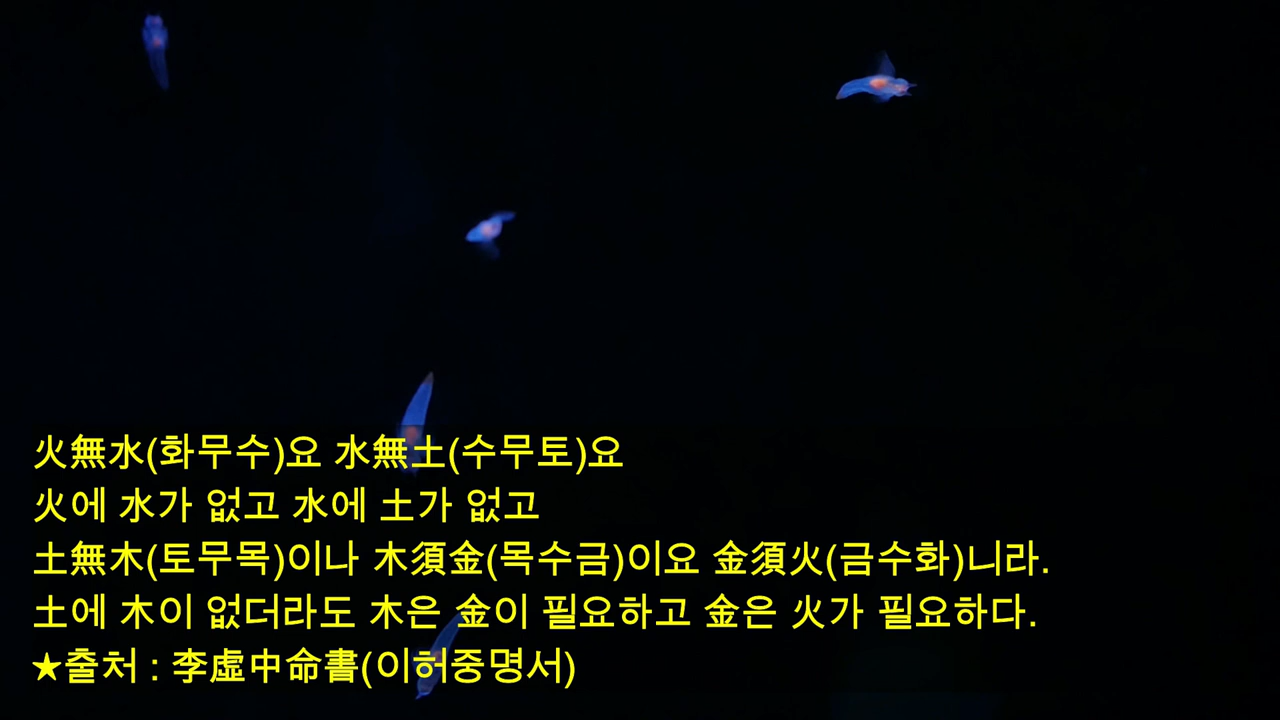 火無水(화무수)요 水無土(수무토)요
火에 水가 없고 水에 土가 없고
土無木(토무목)이나 木須金(목수금)이요 金須火(금수화)니라.
土에 木이 없더라도 木은 金이 필요하고 金은 火가 필요하다.
★출처 : 李虛中命書(이허중명서)